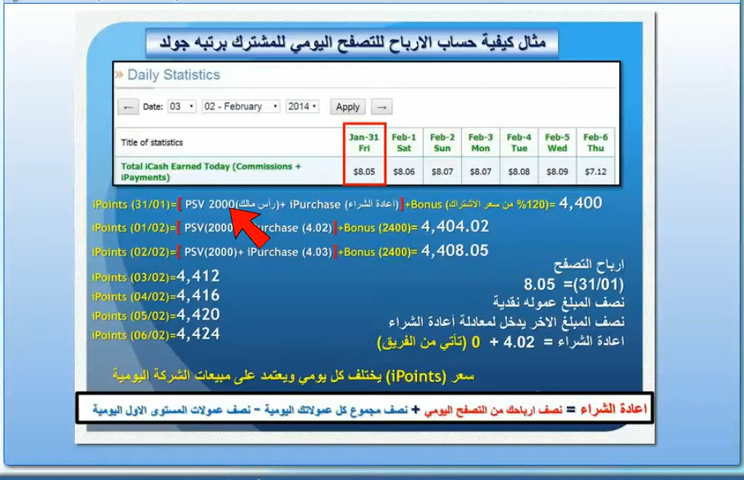 مثال كيفية حساب الارباح للتصفح اليومي للمشترك برتبه جولد
» Daily Statistics
← Date: 03 02 - February 2014 Apply →
Title of statistics Jan-31 Fri Feb-1 Sat Feb-2 Sun Feb-3 Mon Feb-4 Tue Feb-5 Wed Feb-6 Thu
Total iCash Earned Today (Commissions + iPayments) $8.05 $8.06 $8.07 $8.07 $8.08 $8.09 $7.12
iPoints (31/01)=[ PSV 2000(رأس مالك)+ iPurchase (اعادة الشراء)]+Bonus (120% من سعر الاشتراك)= 4,400
iPoints (01/02)=[ PSV(2000 urchase (4.02)]+Bonus (2400)= 4,404.02
iPoints (02/02)=[ PSV(2000)+ iPurchase (4.03)]+Bonus (2400)= 4,408.05
iPoints (03/02)=4,412
iPoints (04/02)=4,416
iPoints (05/02)=4,420
iPoints (06/02)=4,424
ارباح التصفح
(31/01)= 8.05
نصف المبلغ عموله نقدية
نصف المبلغ الاخر يدخل لمعادلة أعادة الشراء
اعادة الشراء = 4.02 + 0 (تأتي من الفريق)
سعر (iPoints) يختلف كل يومي ويعتمد على مبيعات الشركة اليومية
اعادة الشراء = نصف ارباحك من التصفح اليومي + نصف مجموع كل عمولاتك اليومية – نصف عمولات المستوى الاول اليومية